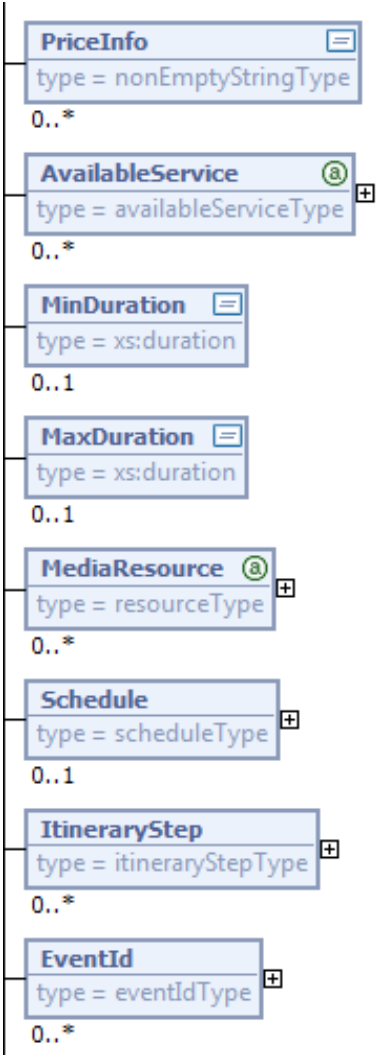 PriceInfo
type = nonEmptyStringType
0..*
AvailableService a
type = availableServiceType
0..*
MinDuration
type = xs:duration
0..1
MaxDuration
type = xs:duration
0..1
MediaResource a
type = resourceType
0..*
Schedule
type = scheduleType
0..1
ItineraryStep
type = itineraryStepType
0..*
EventId
type = eventIdType
0..*